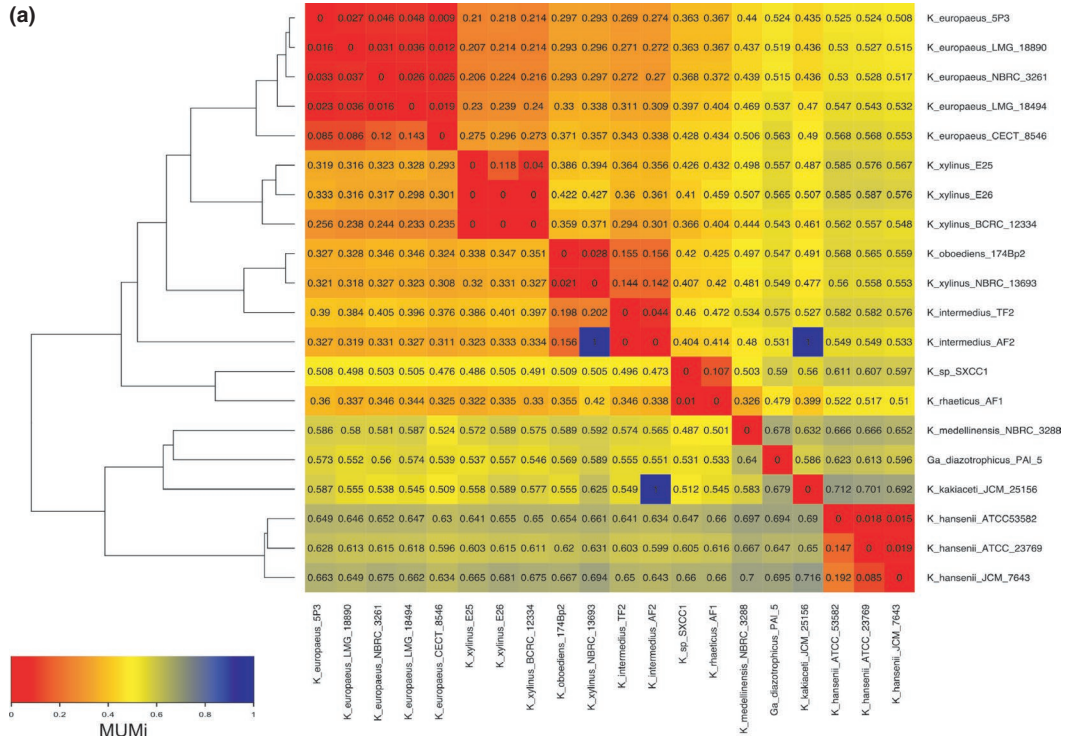 (a)
0 0.027 0.046 0.048 0.009 0.21 0.218 0.214 0.297 0.293 0.269 0.274 0.363 0.367 0.44 0.524 0.435 0.525 0.524 0.508 K_europaeus_5P3
0.016 0 0.031 0.036 0.012 0.207 0.214 0.214 0.293 0.296 0.271 0.272 0.363 0.367 0.437 0.519 0.436 0.53 0.527 0.515 K_europaeus_LMG_18890
0.033 0.037 0 0.026 0.025 0.206 0.224 0.216 0.293 0.297 0.272 0.27 0.368 0.372 0.439 0.515 0.436 0.53 0.528 0.517 K_europaeus_NBRC_3261
0.023 0.036 0.016 0 0.019 0.23 0.239 0.24 0.33 0.338 0.311 0.309 0.397 0.404 0.469 0.537 0.47 0.547 0.543 0.532 K_europaeus_LMG_18494
0.085 0.086 0.12 0.143 0 0.275 0.296 0.273 0.371 0.357 0.343 0.338 0.428 0.434 0.506 0.563 0.49 0.568 0.568 0.553 K_europaeus_CECT_8546
0.319 0.316 0.323 0.328 0.293 0 0.118 0.04 0.386 0.394 0.364 0.356 0.426 0.432 0.498 0.557 0.487 0.585 0.576 0.567 K_xylinus_E25
0.333 0.316 0.317 0.298 0.301 0 0 0 0.422 0.427 0.36 0.361 0.41 0.459 0.507 0.565 0.507 0.585 0.587 0.576 K_xylinus_E26
0.256 0.238 0.244 0.233 0.235 0 0 0 0.359 0.371 0.294 0.301 0.366 0.404 0.444 0.543 0.461 0.562 0.557 0.548 K_xylinus_BCRC_12334
0.327 0.328 0.346 0.346 0.324 0.338 0.347 0.351 0 0.028 0.155 0.156 0.42 0.425 0.497 0.547 0.491 0.568 0.565 0.559 K_oboediens_174Bp2
0.321 0.318 0.327 0.323 0.308 0.32 0.331 0.327 0.021 0 0.144 0.142 0.407 0.42 0.481 0.549 0.477 0.56 0.558 0.553 K_xylinus_NBRC_13693
0.39 0.384 0.405 0.396 0.376 0.386 0.401 0.397 0.198 0.202 0 0.044 0.46 0.472 0.534 0.575 0.527 0.582 0.582 0.576 K_intermedius_TF2
0.327 0.319 0.331 0.327 0.311 0.323 0.333 0.334 0.156 0 0 0.404 0.414 0.48 0.531 0.549 0.549 0.533 K_intermedius_AF2
0.508 0.498 0.503 0.505 0.476 0.486 0.505 0.491 0.509 0.505 0.496 0.473 0 0.107 0.503 0.59 0.56 0.611 0.607 0.597 K_sp_SXCC1
0.36 0.337 0.346 0.344 0.325 0.322 0.335 0.33 0.355 0.42 0.346 0.338 0.01 0 0.326 0.479 0.399 0.522 0.517 0.51 K_rhaeticus_AF1
0.586 0.58 0.581 0.587 0.524 0.572 0.589 0.575 0.589 0.592 0.574 0.565 0.487 0.501 0 0.678 0.632 0.666 0.666 0.652 K_medellinensis_NBRC_3288
0.573 0.552 0.56 0.574 0.539 0.537 0.557 0.546 0.569 0.589 0.555 0.551 0.531 0.533 0.64 0 0.586 0.623 0.613 0.596 Ga_diazotrophicus_PAl_5
0.587 0.555 0.538 0.545 0.509 0.558 0.589 0.577 0.555 0.625 0.549 0.512 0.545 0.583 0.679 0 0.712 0.701 0.692 K_kakiaceti_JCM_25156
0.649 0.646 0.652 0.647 0.63 0.641 0.655 0.65 0.654 0.661 0.641 0.634 0.647 0.66 0.697 0.694 0.69 0 0.018 0.015 K_hansenii_ATCC53582
0.628 0.613 0.615 0.618 0.596 0.603 0.615 0.611 0.62 0.631 0.603 0.599 0.605 0.616 0.667 0.647 0.65 0.147 0 0.019 K_hansenii_ATCC_23769
0.663 0.649 0.675 0.662 0.634 0.665 0.681 0.675 0.667 0.694 0.65 0.643 0.66 0.66 0.7 0.695 0.716 0.192 0.085 0 K_hansenii_JCM_7643
K_europaeus_5P3
K_europaeus_LMG_18890
K_europaeus_NBRC_3261
K_europaeus_LMG_18494
K_europaeus_CECT_8546
K_xylinus_E25
K_xylinus_E26
K_xylinus_BCRC_12334
K_oboediens_174Bp2
K_xylinus_NBRC_13693
K_intermedius_TF2
K_intermedius_AF2
K_sp_SXCC1
K_rhaeticus_AF1
K_medellinensis_NBRC_3288
Ga_diazotrophicus_PAl_5
K_kakiaceti_JCM_25156
K_hansenii_ATCC_53582
K_hansenii_ATCC_23769
K_hansenii_JCM_7643
0 0.2 0.4 0.6 0.8 1
MUMi